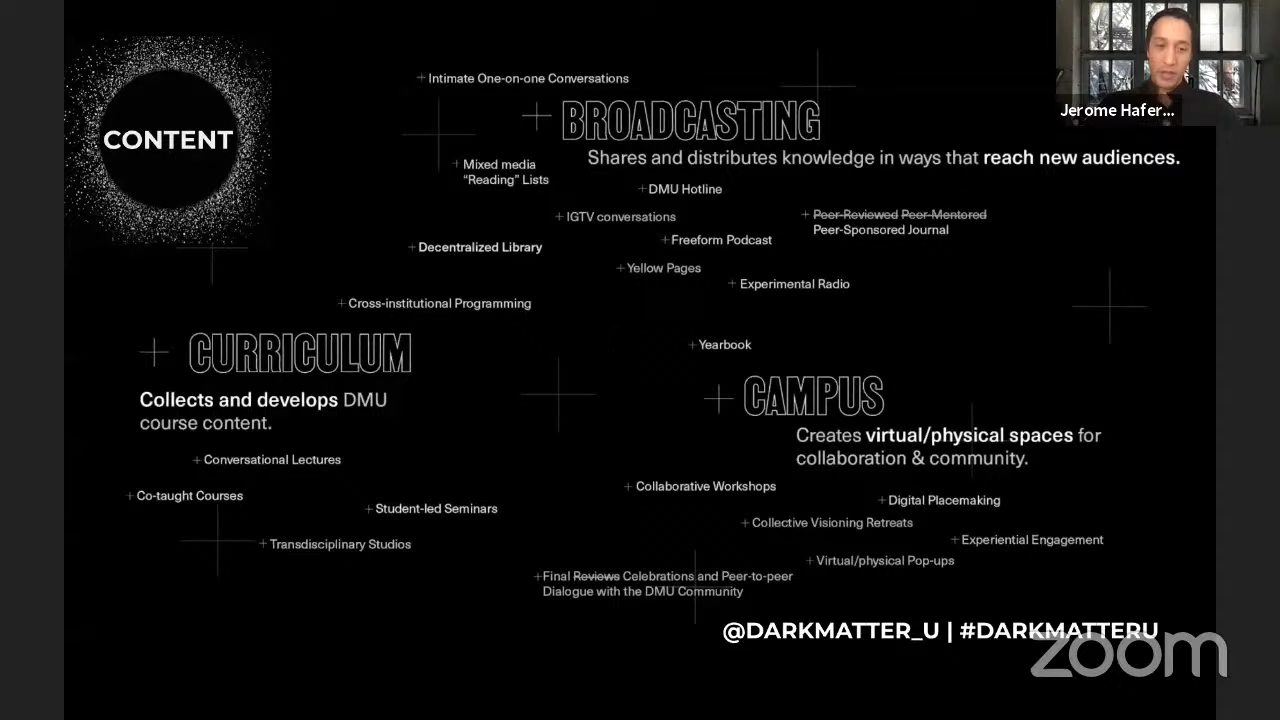 CONTENT
Intimate One-on-one Conversations
BROADCASTING
Shares and distributes knowledge in ways that reach new audiences.
Mixed media
“Reading” Lists
DMU Hotline
IGTV conversations
Peer-Reviewed Peer-Mentored
Peer-Sponsored Journal
Decentralized Library
Freeform Podcast
Yellow Pages
Experimental Radio
Cross-institutional Programming
Yearbook
CURRICULUM
Collects and develops DMU
course content.
Conversational Lectures
Co-taught Courses
Student-led Seminars
Transdisciplinary Studios
CAMPUS
Creates virtual/physical spaces for
collaboration & community.
Collaborative Workshops
Digital Placemaking
Collective Visioning Retreats
Experiential Engagement
Virtual/physical Pop-ups
Final Reviews Celebrations and Peer-to-peer
Dialogue with the DMU Community
@DARKMATTER_U | #DARKMATTERU
Jerome Hafer...
zoom